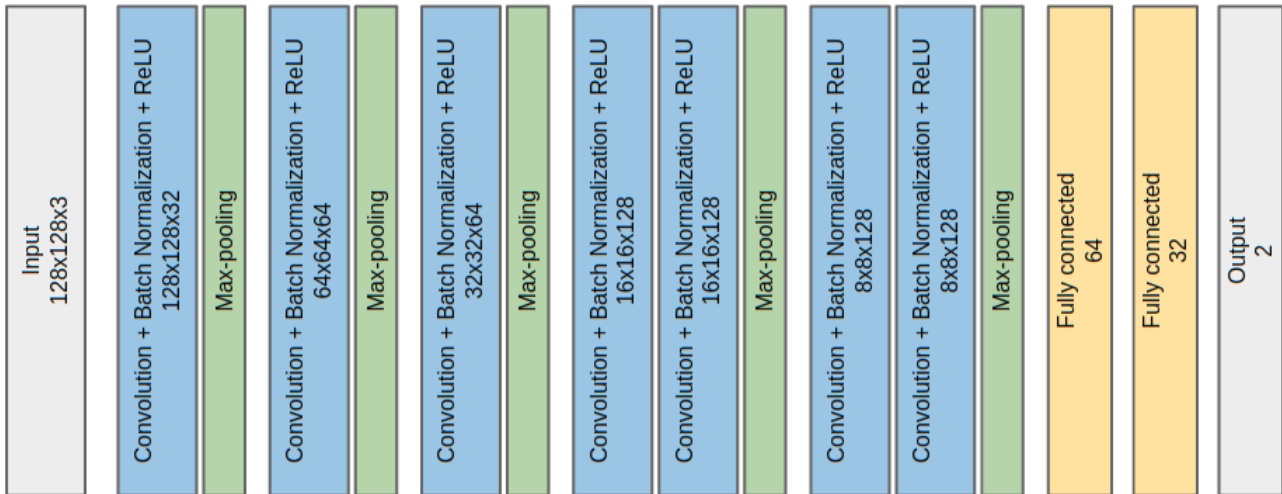 Input
128x128x3
Convolution + Batch Normalization + ReLU
128x128x32
Max-pooling
Convolution + Batch Normalization + ReLU
64x64x64
Max-pooling
Convolution + Batch Normalization + ReLU
32x32x64
Max-pooling
Convolution + Batch Normalization + ReLU
16x16x128
Convolution + Batch Normalization + ReLU
16x16x128
Max-pooling
Convolution + Batch Normalization + ReLU
8x8x128
Convolution + Batch Normalization + ReLU
8x8x128
Max-pooling
Fully connected
64
Fully connected
32
Output
2